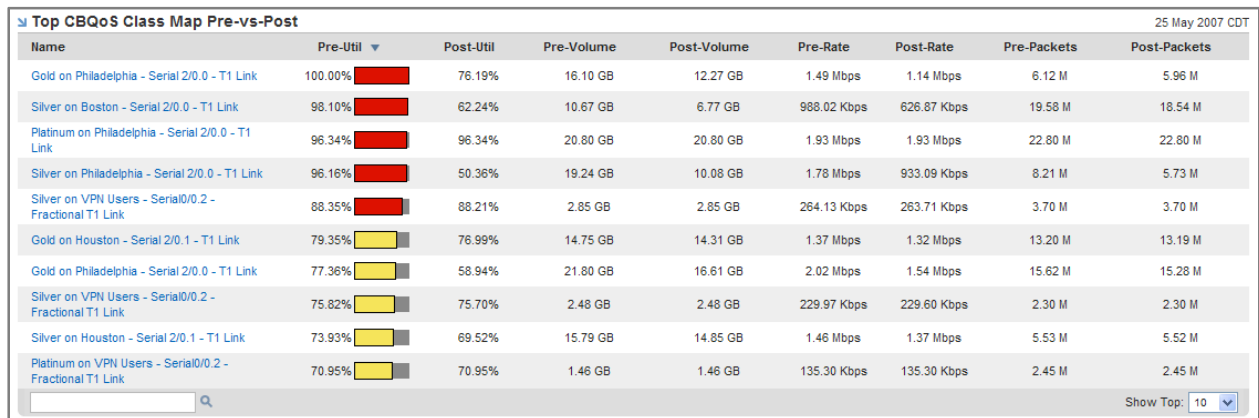 Top CBQoS Class Map Pre-vs-Post 25 May 2007 CDT
Name Pre-Util Post-Util Pre-Volume Post-Volume Pre-Rate Post-Rate Pre-Packets Post-Packets
Gold on Philadelphia - Serial 2/0.0 - T1 Link 100.00% 76.19% 16.10 GB 12.27 GB 1.49 Mbps 1.14 Mbps 6.12 M 5.96 M
Silver on Boston - Serial 2/0.0 - T1 Link 98.10% 62.24% 10.67 GB 6.77 GB 988.02 Kbps 626.87 Kbps 19.58 M 18.54 M
Platinum on Philadelphia - Serial 2/0.0 - T1
Link 96.34% 96.34% 20.80 GB 20.80 GB 1.93 Mbps 1.93 Mbps 22.80 M 22.80 M
Silver on Philadelphia - Serial 2/0.0 - T1 Link 96.16% 50.36% 19.24 GB 10.08 GB 1.78 Mbps 933.09 Kbps 8.21 M 5.73 M
Silver on VPN Users - Serial0/0.2 -
Fractional T1 Link 88.35% 88.21% 2.85 GB 2.85 GB 264.13 Kbps 263.71 Kbps 3.70 M 3.70 M
Gold on Houston - Serial 2/0.1 - T1 Link 79.35% 76.99% 14.75 GB 14.31 GB 1.37 Mbps 1.32 Mbps 13.20 M 13.19 M
Gold on Philadelphia - Serial 2/0.0 - T1 Link 77.36% 58.94% 21.80 GB 16.61 GB 2.02 Mbps 1.54 Mbps 15.62 M 15.28 M
Silver on VPN Users - Serial0/0.2 -
Fractional T1 Link 75.82% 75.70% 2.48 GB 2.48 GB 229.97 Kbps 229.60 Kbps 2.30 M 2.30 M
Silver on Houston - Serial 2/0.1 - T1 Link 73.93% 69.52% 15.79 GB 14.85 GB 1.46 Mbps 1.37 Mbps 5.53 M 5.52 M
Platinum on VPN Users - Serial0/0.2 -
Fractional T1 Link 70.95% 70.95% 1.46 GB 1.46 GB 135.30 Kbps 135.30 Kbps 2.45 M 2.45 M
Show Top: 10